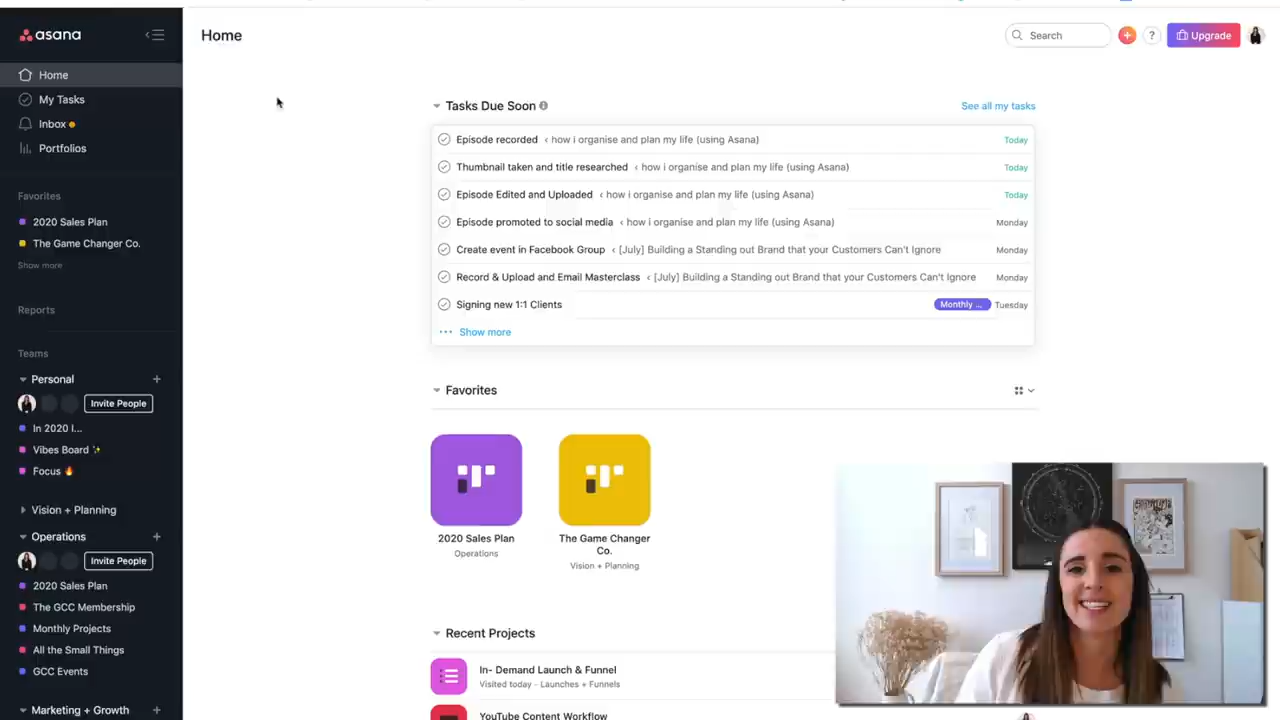 asana
Home
Search
?
Upgrade
Home
My Tasks
Inbox
Portfolios
Favorites
2020 Sales Plan
The Game Changer Co.
Show more
Reports
Teams
Personal
Invite People
In 2020 I...
Vibes Board ✨
Focus 🔥
Vision + Planning
Operations
Invite People
2020 Sales Plan
The GCC Membership
Monthly Projects
All the Small Things
GCC Events
Marketing + Growth
Tasks Due Soon
See all my tasks
Episode recorded ‹ how i organise and plan my life (using Asana) Today
Thumbnail taken and title researched ‹ how i organise and plan my life (using Asana) Today
Episode Edited and Uploaded ‹ how i organise and plan my life (using Asana) Today
Episode promoted to social media ‹ how i organise and plan my life (using Asana) Monday
Create event in Facebook Group ‹ [July] Building a Standing out Brand that your Customers Can't Ignore Monday
Record & Upload and Email Masterclass ‹ [July] Building a Standing out Brand that your Customers Can't Ignore Monday
Signing new 1:1 Clients Monthly ... Tuesday
... Show more
Favorites
2020 Sales Plan
Operations
The Game Changer
Co.
Vision + Planning
Recent Projects
In- Demand Launch & Funnel
Visited today - Launches + Funnels
YouTube Content Workflow